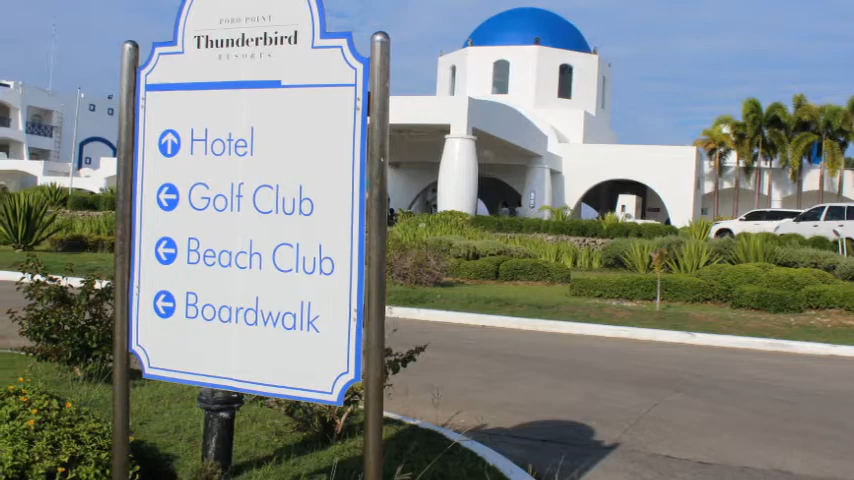 PORO POINT
Thunderbird
RESORTS
Hotel
Golf Club
Beach Club
Boardwalk